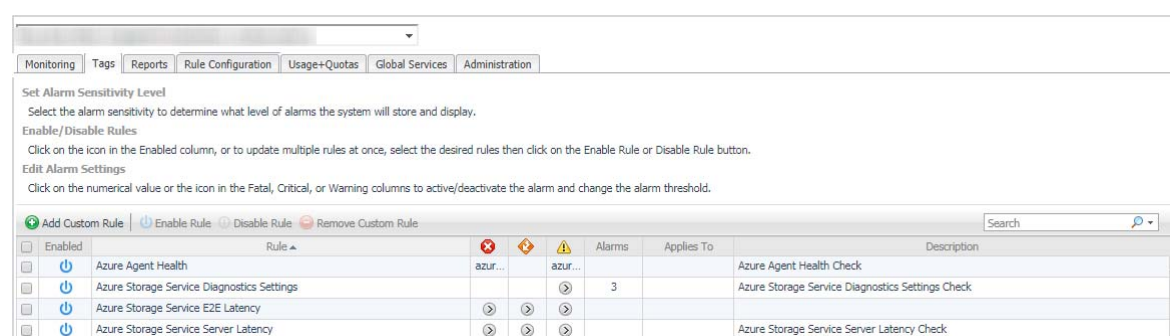 Monitoring Tags Reports Rule Configuration Usage+Quotas Global Services Administration
Set Alarm Sensitivity Level
Select the alarm sensitivity to determine what level of alarms the system will store and display.
Enable/Disable Rules
Click on the icon in the Enabled column, or to update multiple rules at once, select the desired rules then click on the Enable Rule or Disable Rule button.
Edit Alarm Settings
Click on the numerical value or the icon in the Fatal, Critical, or Warning columns to active/deactivate the alarm and change the alarm threshold.
Add Custom Rule Enable Rule Disable Rule Remove Custom Rule Search
Enabled Rule Alarms Applies To Description
Azure Agent Health azur... azur... Azure Agent Health Check
Azure Storage Service Diagnostics Settings 3 Azure Storage Service Diagnostics Settings Check
Azure Storage Service E2E Latency
Azure Storage Service Server Latency Azure Storage Service Server Latency Check